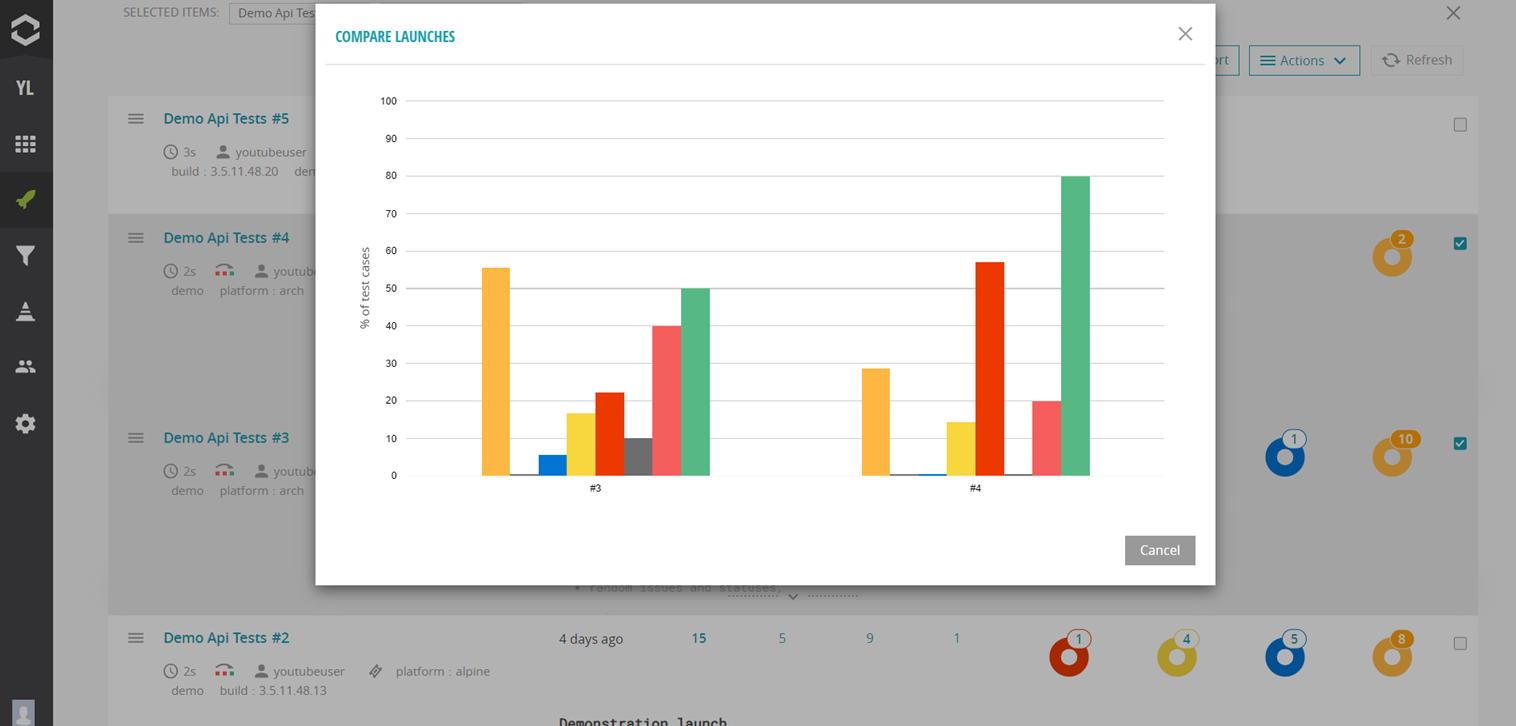 SELECTED ITEMS: Demo Api Tes
COMPARE LAUNCHES
YL
Actions
Refresh
Demo Api Tests #5
3s youtubeuser
build : 3.5.11.48.20
Demo Api Tests #4
2s
demo platform : arch
2
Demo Api Tests #3
2s
demo platform : arch
1 10
100
90
80
70
60
50
40
30
20
10
0
% of test cases
#3 #4
Cancel
random issues and statuses,
Demo Api Tests #2 4 days ago 15 5 9 1 1 4 5 8
2s youtubeuser platform : alpine
demo build : 3.5.11.48.13
Demonstration launch